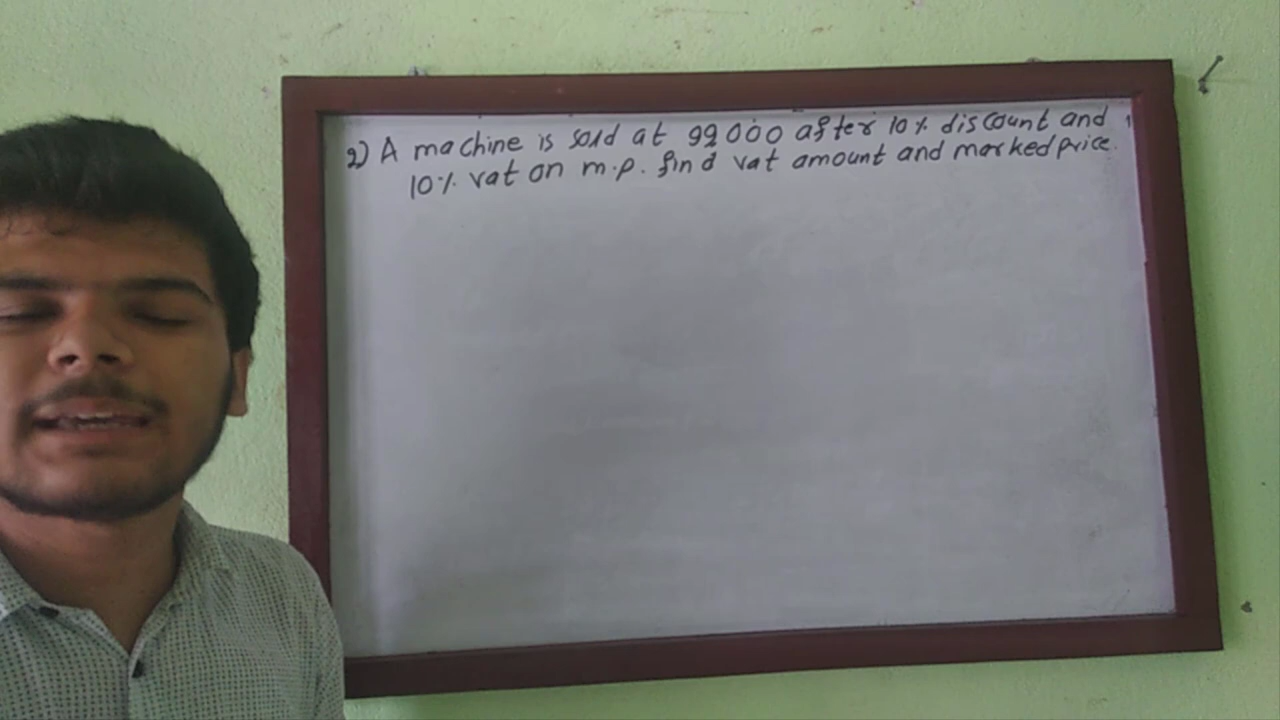 2) A machine is sold at 99000 after 10% discount and
10% vat on m.p. find vat amount and marked price.